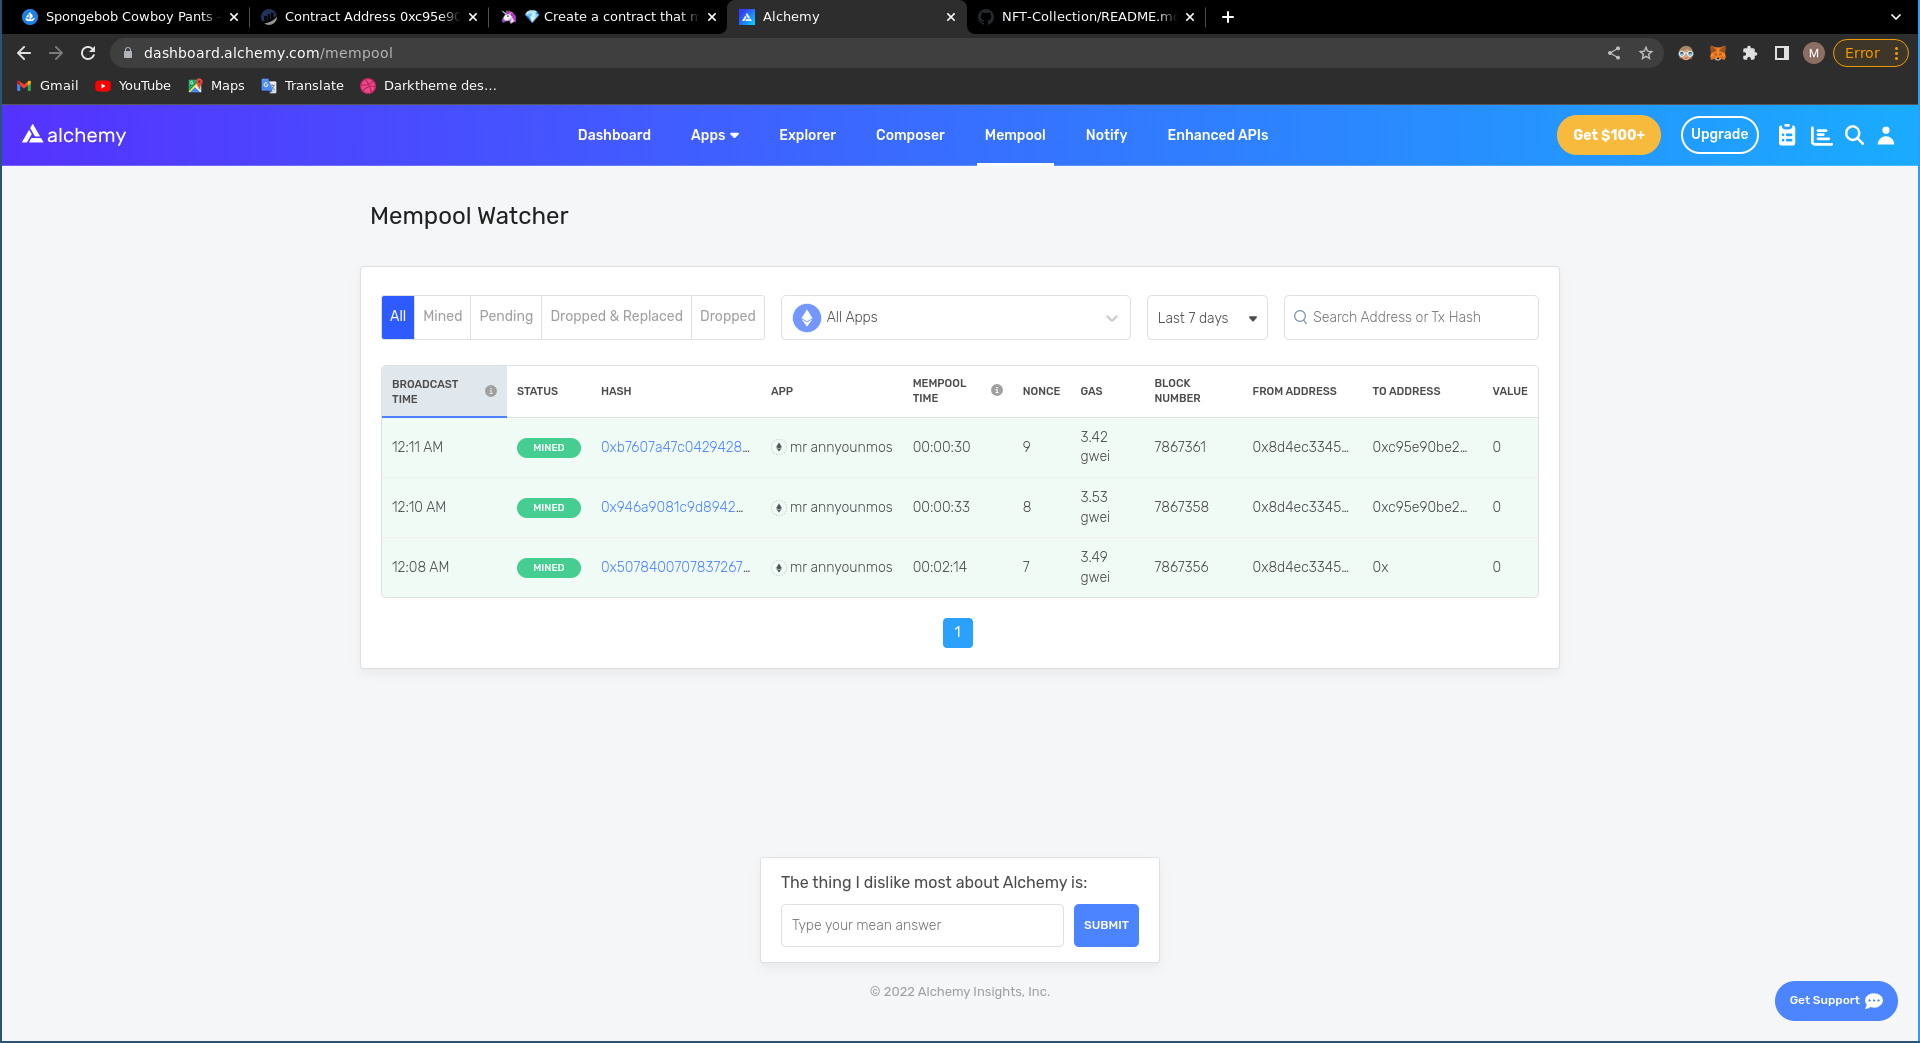 Spongebob Cowboy Pants
Contract Address 0xc95e90
💎 Create a contract that m
Alchemy
NFT-Collection/README.m
dashboard.alchemy.com/mempool
M
Error
Gmail
YouTube
Maps
Translate
Darktheme des...
alchemy
Dashboard
Apps
Explorer
Composer
Mempool
Notify
Enhanced APIs
Get $100+
Upgrade
Mempool Watcher
All
Mined
Pending
Dropped & Replaced
Dropped
All Apps
Last 7 days
Search Address or Tx Hash
BROADCAST TIME STATUS HASH APP MEMPOOL TIME NONCE GAS BLOCK NUMBER FROM ADDRESS TO ADDRESS VALUE
12:11 AM MINED 0xb7607a47c0429428... mr annyounmos 00:00:30 9 3.42 gwei 7867361 0x8d4ec3345... 0xc95e90be2... 0
12:10 AM MINED 0x946a9081c9d8942... mr annyounmos 00:00:33 8 3.53 gwei 7867358 0x8d4ec3345... 0xc95e90be2... 0
12:08 AM MINED 0x5078400707837267... mr annyounmos 00:02:14 7 3.49 gwei 7867356 0x8d4ec3345... 0x 0
1
The thing I dislike most about Alchemy is:
Type your mean answer
SUBMIT
© 2022 Alchemy Insights, Inc.
Get Support